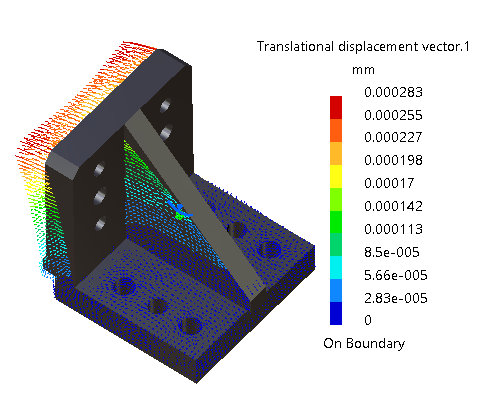 Translational displacement vector.1
mm
0.000283
0.000255
0.000227
0.000198
0.00017
0.000142
0.000113
8.5e-005
5.66e-005
2.83e-005
0
On Boundary